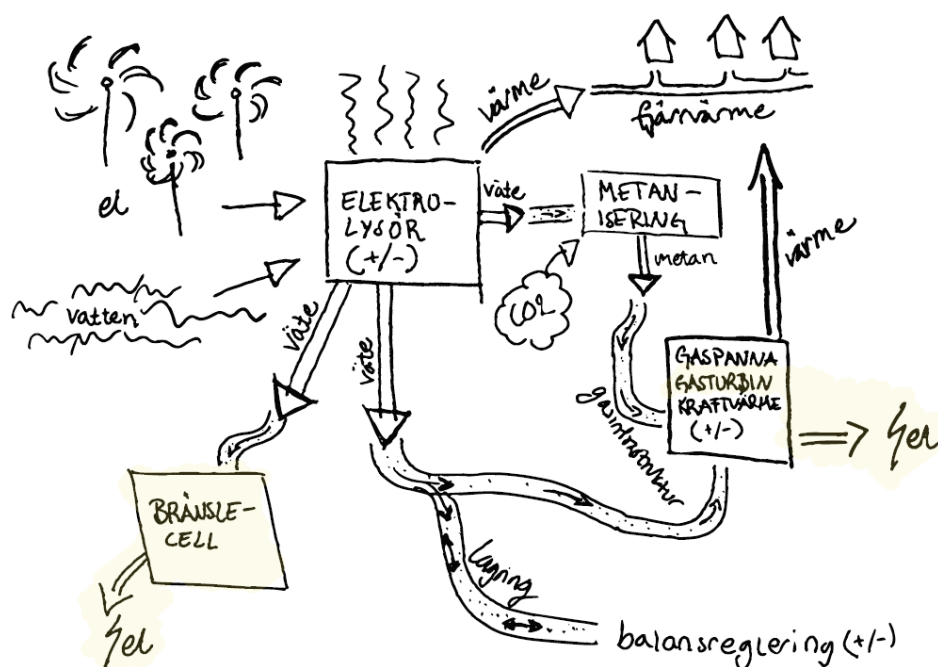 värme
fjärrvärme
el
ELEKTRO-
LYSÖR
(+/-)
väte
METAN-
ISERING
metan
CO2
värme
vatten
väte
väte
GASPANNA
GASTURBIN
KRAFTVÄRME
(+/-)
el
gasinfrastruktur
BRÄNSLE-
CELL
el
lagring
balansreglering (+/-)